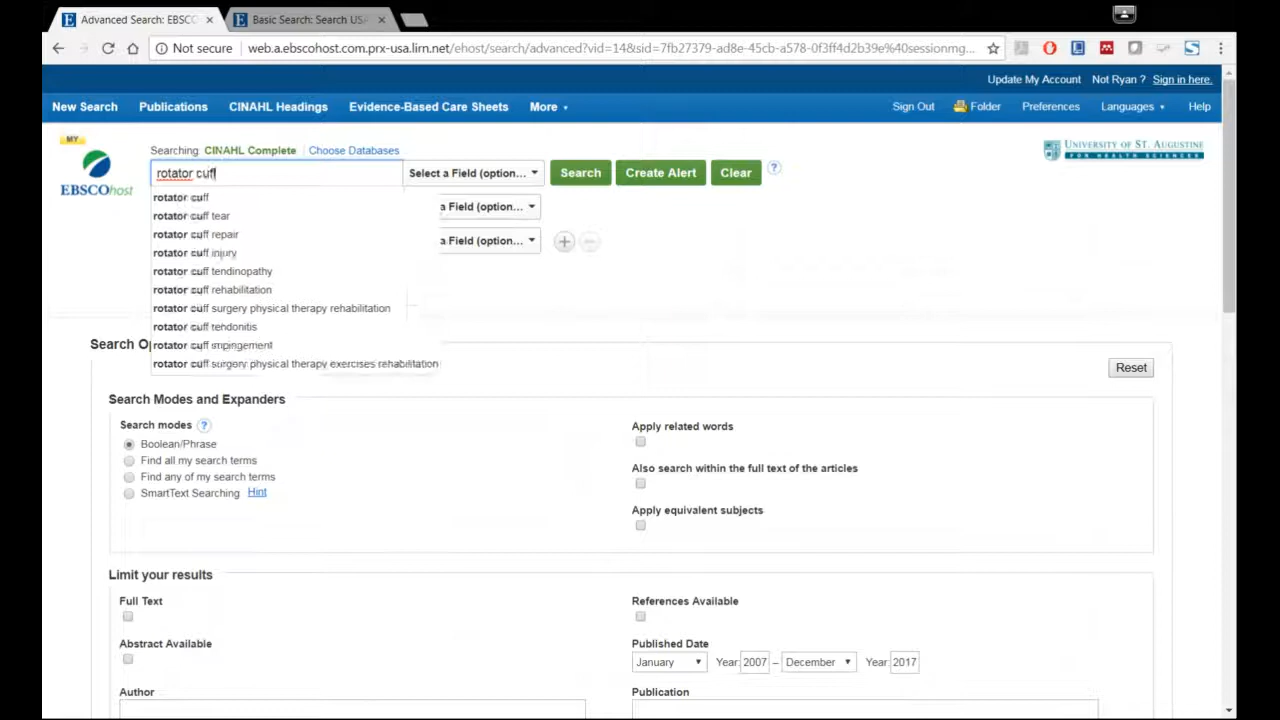 Advanced Search: EBSCO
Basic Search: Search USA
Not secure
web.a.ebscohost.com.prx-usa.lirn.net/ehost/search/advanced?vid=14&sid=7fb27379-ad8e-45cb-a578-0f3ff4d2b39e%40sessionmg...
Update My Account Not Ryan ? Sign in here.
New Search Publications CINAHL Headings Evidence-Based Care Sheets More
Sign Out Folder Preferences Languages Help
MY
EBSCOhost
Searching: CINAHL Complete Choose Databases
UNIVERSITY OF ST. AUGUSTINE
FOR HEALTH SCIENCES
rotator cuff
Select a Field (option...
Search
Create Alert
Clear
?
rotator cuff
a Field (option...
rotator cuff tear
rotator cuff repair
a Field (option...
rotator cuff injury
rotator cuff tendinopathy
rotator cuff rehabilitation
rotator cuff surgery physical therapy rehabilitation
rotator cuff tendonitis
rotator cuff impingement
rotator cuff surgery physical therapy exercises rehabilitation
Search Op
Reset
Search Modes and Expanders
Search modes ?
Boolean/Phrase
Find all my search terms
Find any of my search terms
SmartText Searching Hint
Apply related words
Also search within the full text of the articles
Apply equivalent subjects
Limit your results
Full Text
References Available
Abstract Available
Published Date
January Year: 2007 – December Year: 2017
Author
Publication